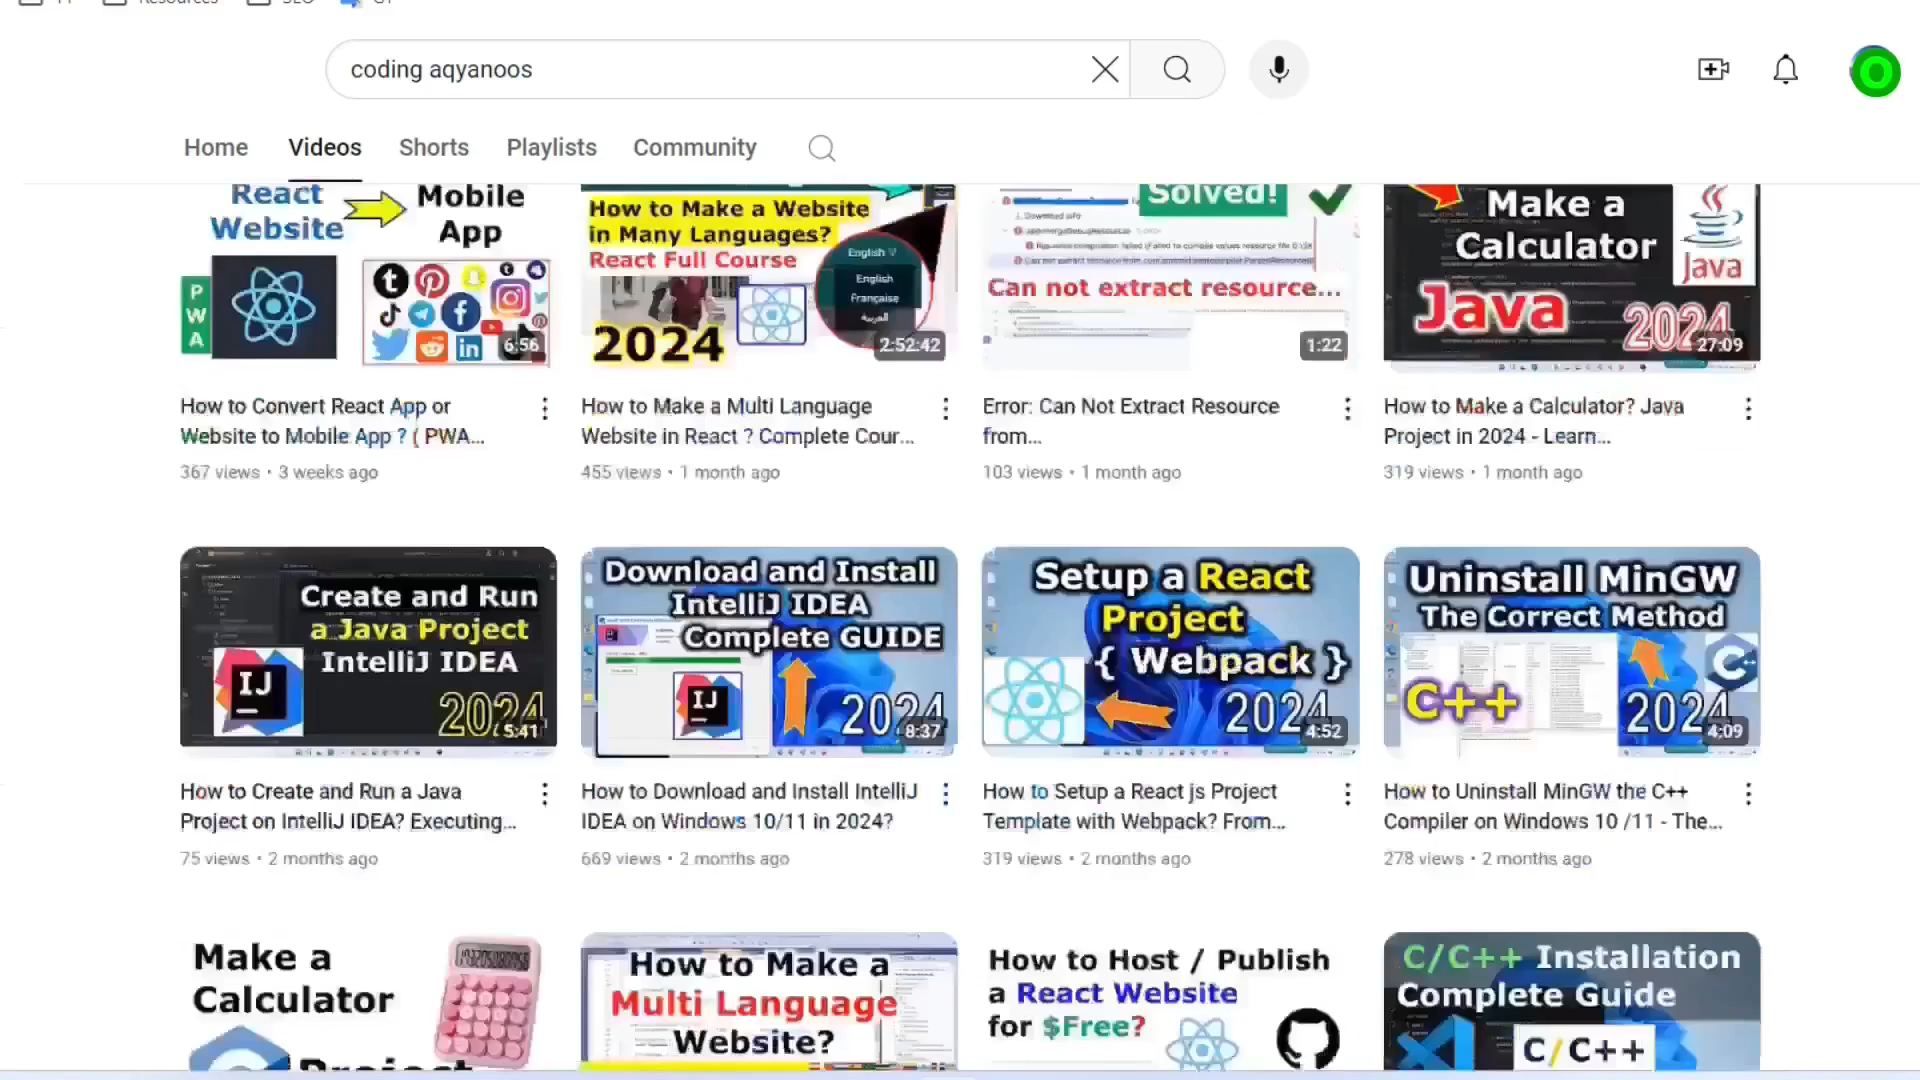 Resources
SEO
coding aqyanoos
Home
Videos
Shorts
Playlists
Community
React
Website
Mobile
App
P
W
A
6:56
How to Make a Website
in Many Languages?
React Full Course
English
English
Française
العربية
2024
2:52:42
Solved!
Download info
Can not extract resource...
1:22
Make a
Calculator
Java
Java
2024
27:09
How to Convert React App or
Website to Mobile App ? ( PWA...
367 views • 3 weeks ago
How to Make a Multi Language
Website in React ? Complete Cour...
455 views • 1 month ago
Error: Can Not Extract Resource
from...
103 views • 1 month ago
How to Make a Calculator? Java
Project in 2024 - Learn...
319 views • 1 month ago
Create and Run
a Java Project
IntelliJ IDEA
IJ
2024
5:41
Download and Install
IntelliJ IDEA
Complete GUIDE
IJ
2024
8:37
Setup a React
Project
{ Webpack }
2024
4:52
Uninstall MinGW
The Correct Method
C++
2024
4:09
How to Create and Run a Java
Project on IntelliJ IDEA? Executing...
75 views • 2 months ago
How to Download and Install IntelliJ
IDEA on Windows 10/11 in 2024?
669 views • 2 months ago
How to Setup a React js Project
Template with Webpack? From...
319 views • 2 months ago
How to Uninstall MinGW the C++
Compiler on Windows 10 /11 - The...
278 views • 2 months ago
Make a
Calculator
Project
How to Make a
Multi Language
Website?
How to Host / Publish
a React Website
for $Free?
C/C++ Installation
Complete Guide
C/C++